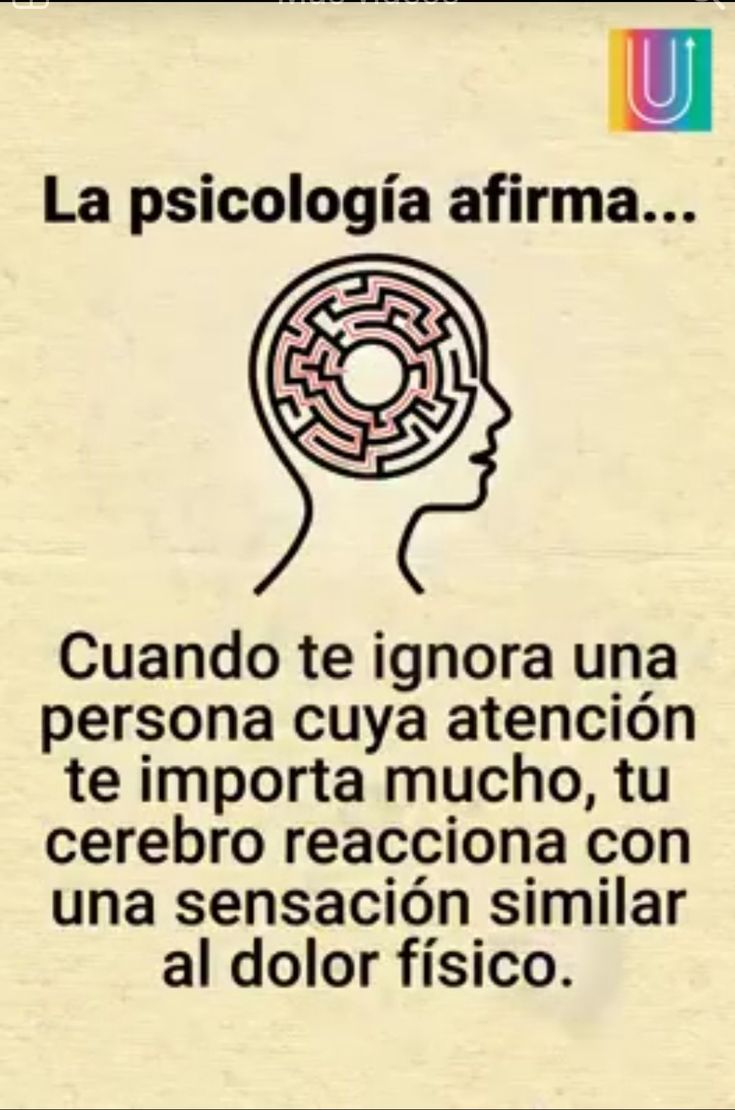 La psicología afirma...
Cuando te ignora una
persona cuya atención
te importa mucho, tu
cerebro reacciona con
una sensación similar
al dolor físico.